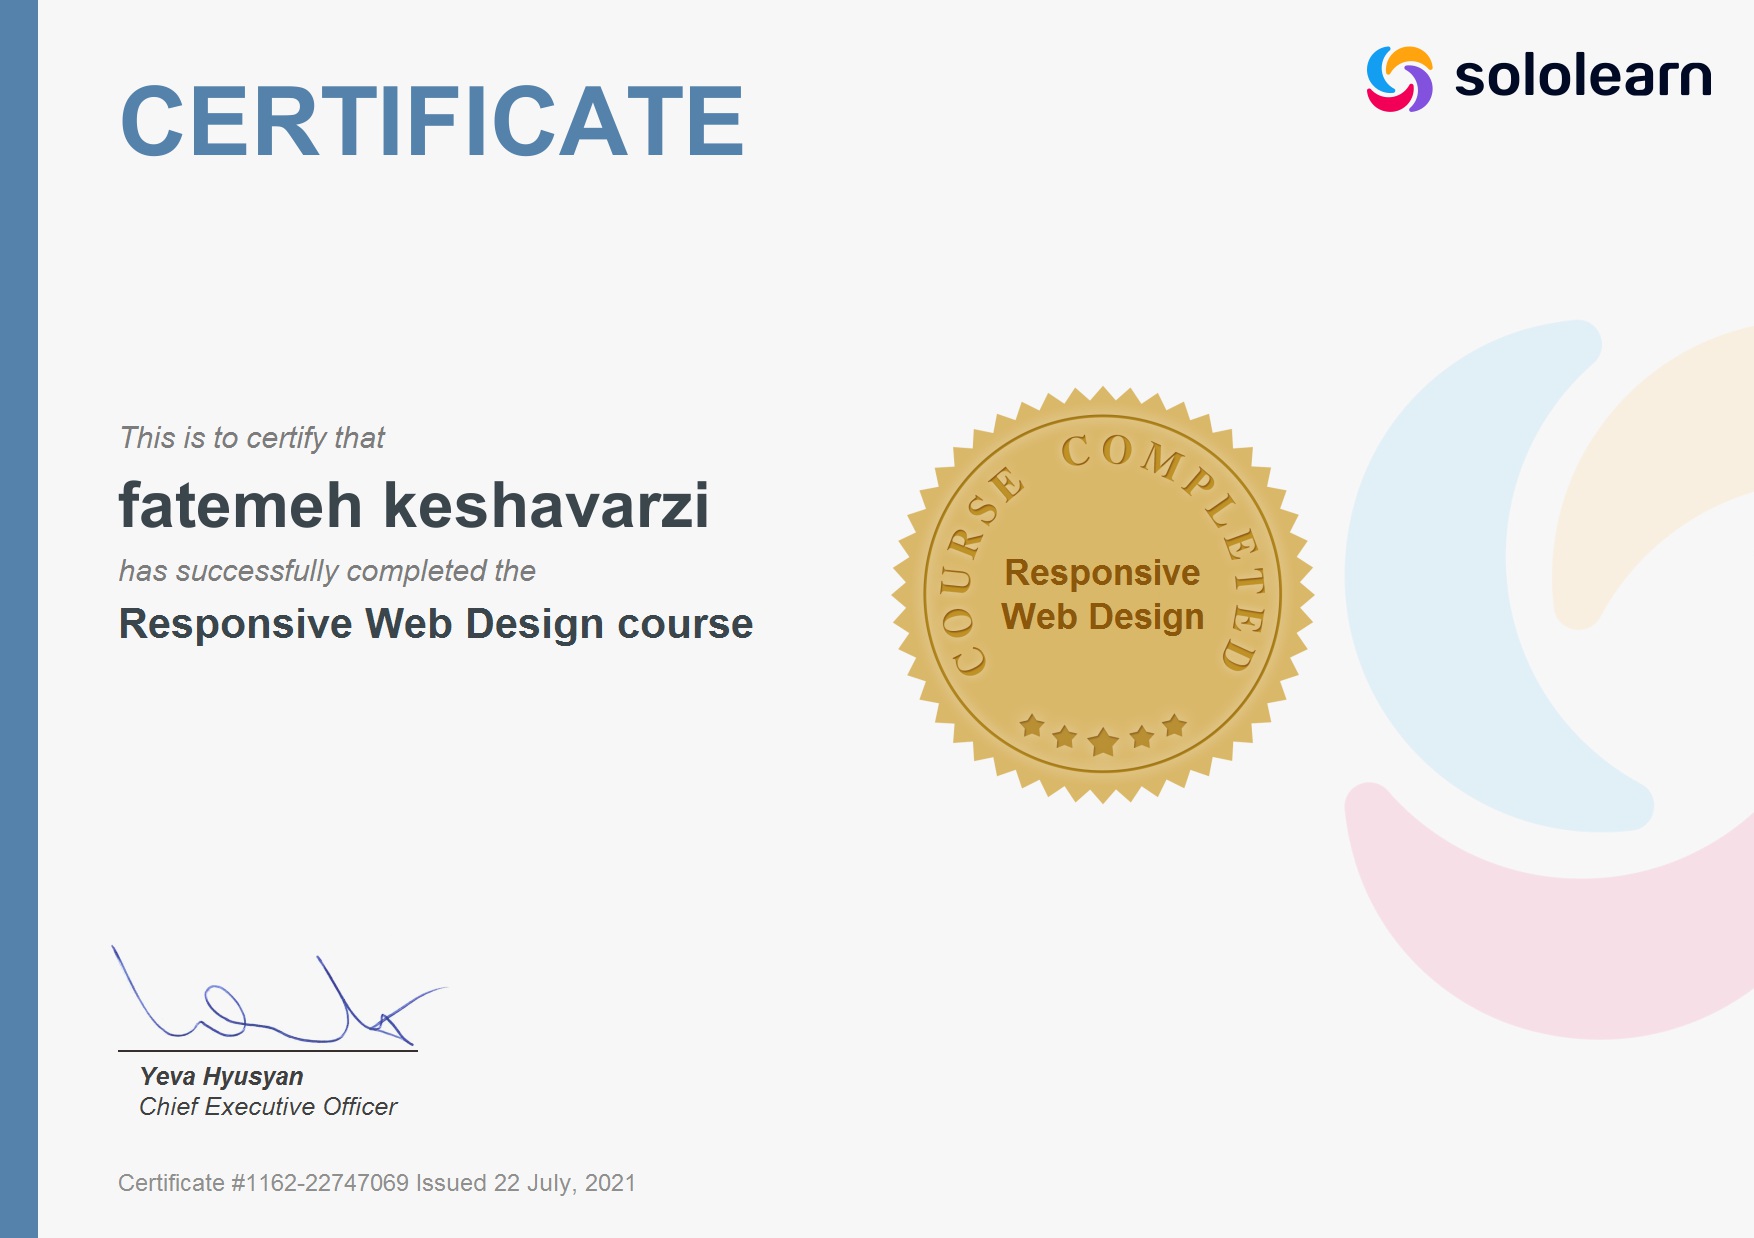 CERTIFICATE
sololearn
This is to certify that
fatemeh keshavarzi
has successfully completed the
Responsive Web Design course
COURSE COMPLETED
Responsive
Web Design
Yeva Hyusyan
Chief Executive Officer
Certificate #1162-22747069 Issued 22 July, 2021